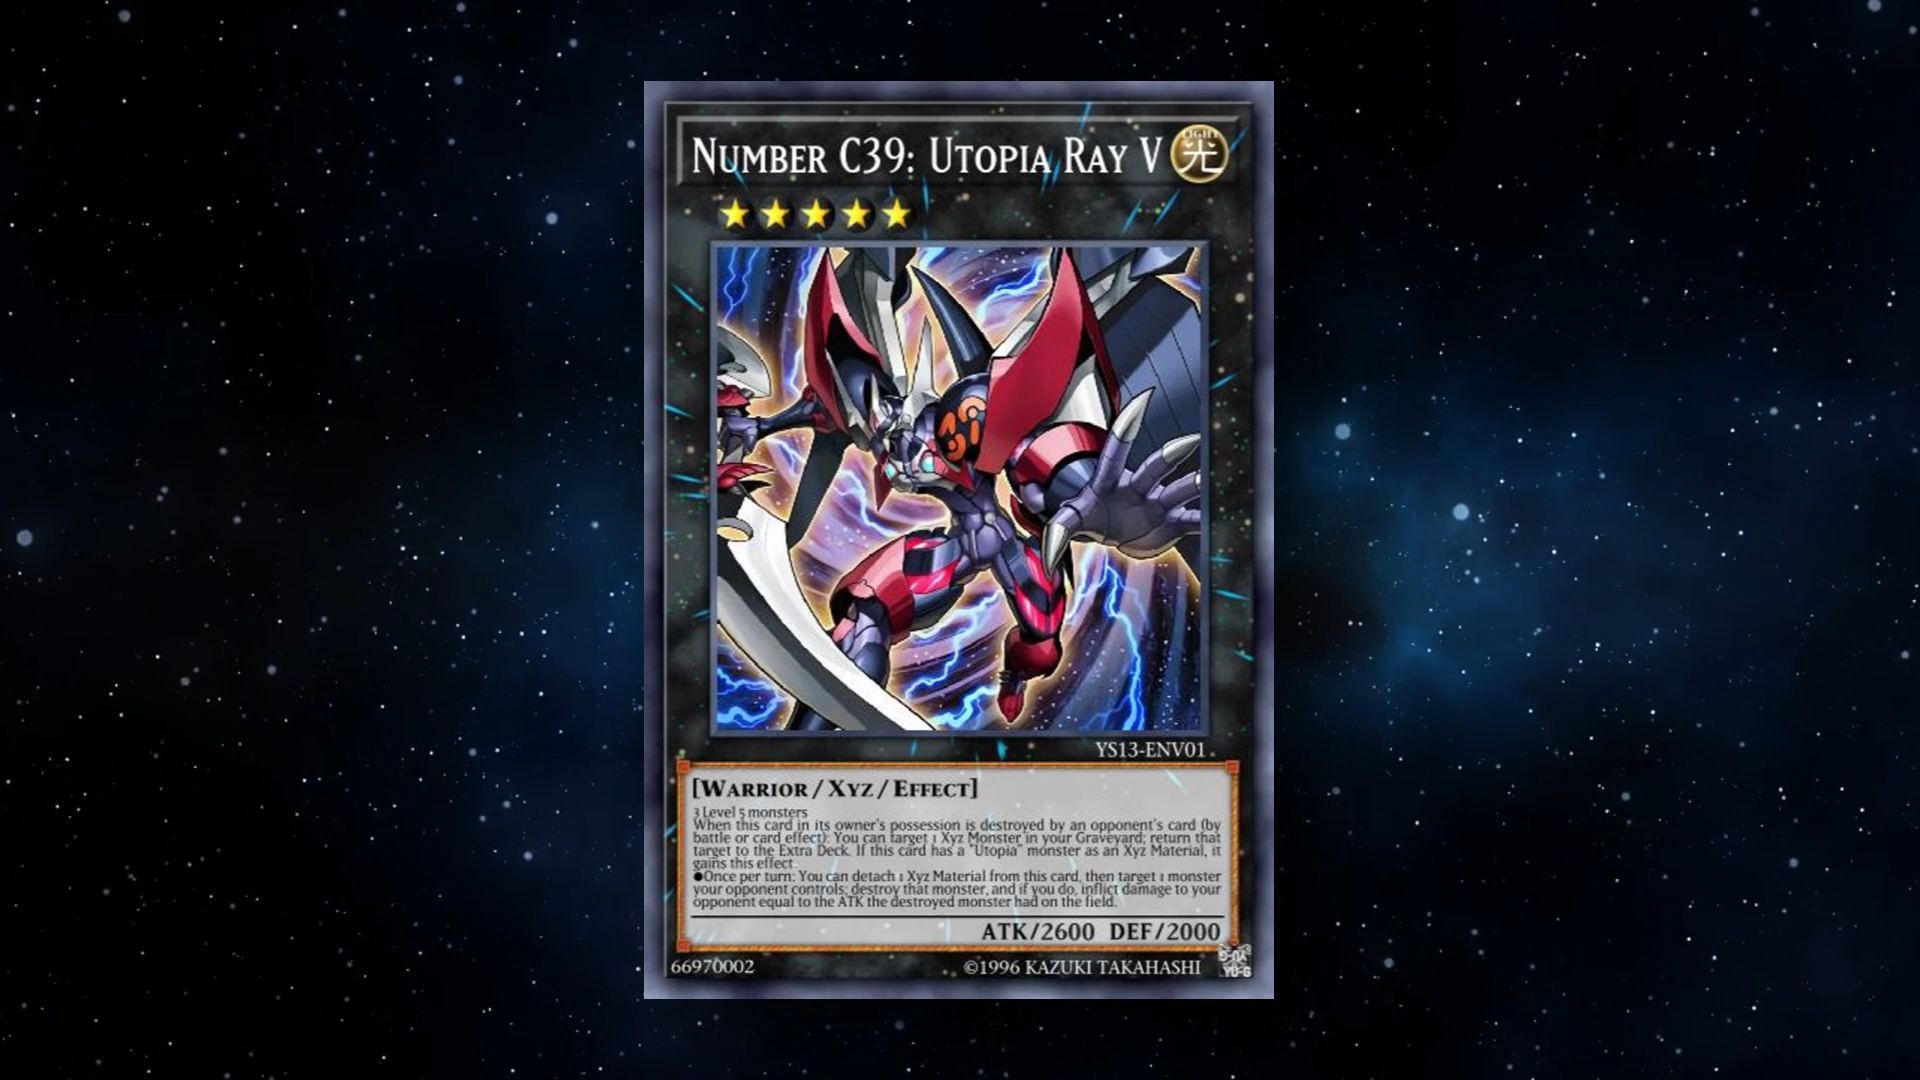 NUMBER C39: UTOPIA RAY V
LIGHT
光
39
YS13-ENV01
[WARRIOR / XYZ / EFFECT]
3 Level 5 monsters
When this card in its owner's possession is destroyed by an opponent's card (by
battle or card effect): You can target 1 Xyz Monster in your Graveyard; return that
target to the Extra Deck. If this card has a "Utopia" monster as an Xyz Material, it
gains this effect.
●Once per turn: You can detach 1 Xyz Material from this card, then target 1 monster
your opponent controls; destroy that monster, and if you do, inflict damage to your
opponent equal to the ATK the destroyed monster had on the field.
ATK/2600 DEF/2000
66970002
©1996 KAZUKI TAKAHASHI